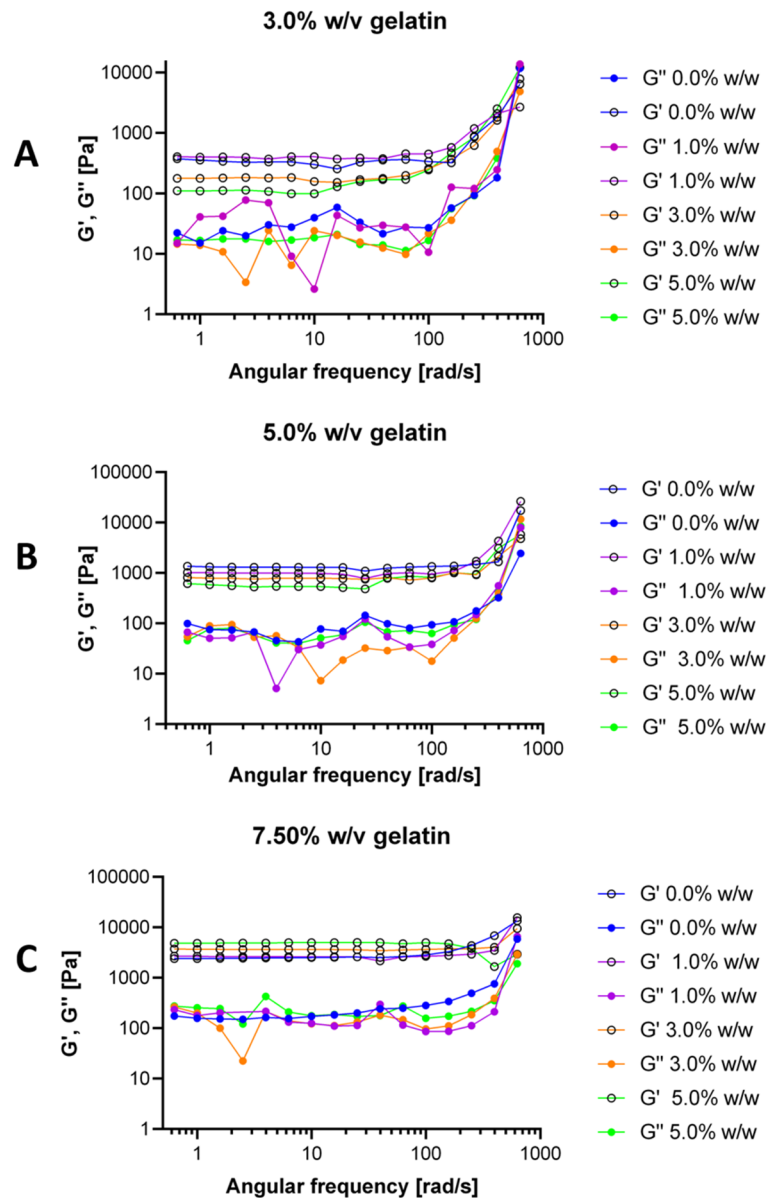 3.0% w/v gelatin
A
G', G'' [Pa]
10000
1000
100
10
1
1
10
100
1000
Angular frequency [rad/s]
G'' 0.0% w/w
G' 0.0% w/w
G'' 1.0% w/w
G' 1.0% w/w
G' 3.0% w/w
G'' 3.0% w/w
G' 5.0% w/w
G'' 5.0% w/w
5.0% w/v gelatin
B
G', G'' [Pa]
100000
10000
1000
100
10
1
1
10
100
1000
Angular frequency [rad/s]
G' 0.0% w/w
G'' 0.0% w/w
G' 1.0% w/w
G'' 1.0% w/w
G' 3.0% w/w
G'' 3.0% w/w
G' 5.0% w/w
G'' 5.0% w/w
7.50% w/v gelatin
C
G', G'' [Pa]
100000
10000
1000
100
10
1
1
10
100
1000
Angular frequency [rad/s]
G' 0.0% w/w
G'' 0.0% w/w
G' 1.0% w/w
G'' 1.0% w/w
G' 3.0% w/w
G'' 3.0% w/w
G' 5.0% w/w
G'' 5.0% w/w